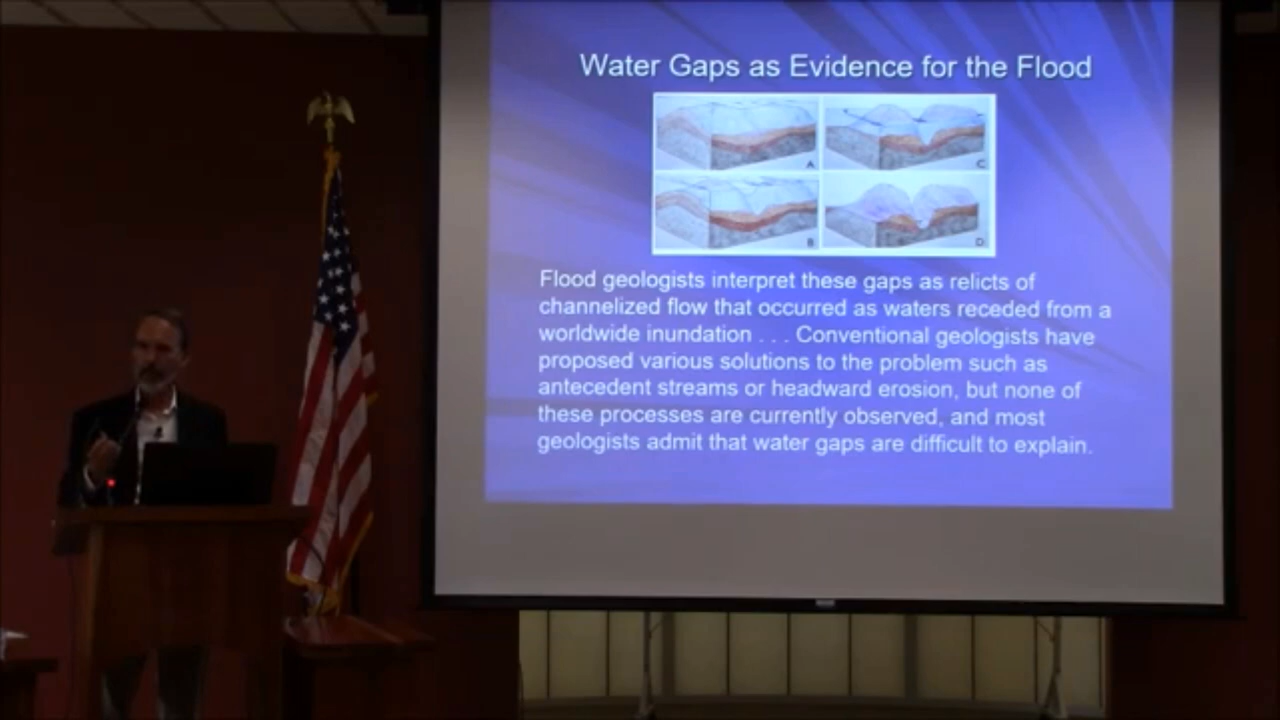 Water Gaps as Evidence for the Flood
A
C
B
D
Flood geologists interpret these gaps as relicts of
channelized flow that occurred as waters receded from a
worldwide inundation . . . Conventional geologists have
proposed various solutions to the problem such as
antecedent streams or headward erosion, but none of
these processes are currently observed, and most
geologists admit that water gaps are difficult to explain.